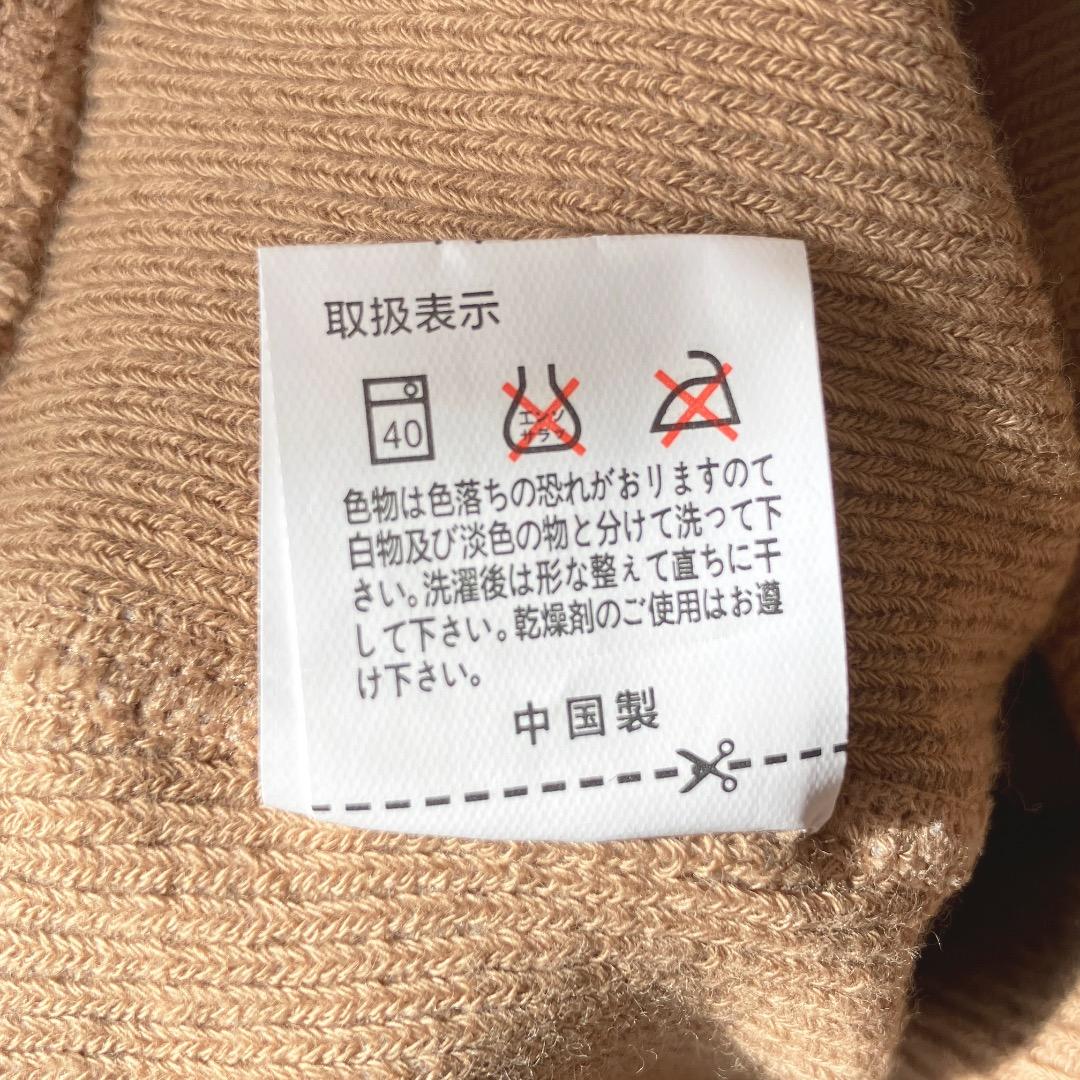 取扱表示
40
エンソ
サラシ
色物は色落ちの恐れがおリますので
白物及び淡色の物と分けて洗って下
さい。洗濯後は形な整えて直ちに干
して下さい。乾燥剤のご使用はお遵
け下さい。
中国製